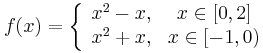 f(x) = { x² − x, x ∈ [0, 2]
x² + x, x ∈ [−1, 0)